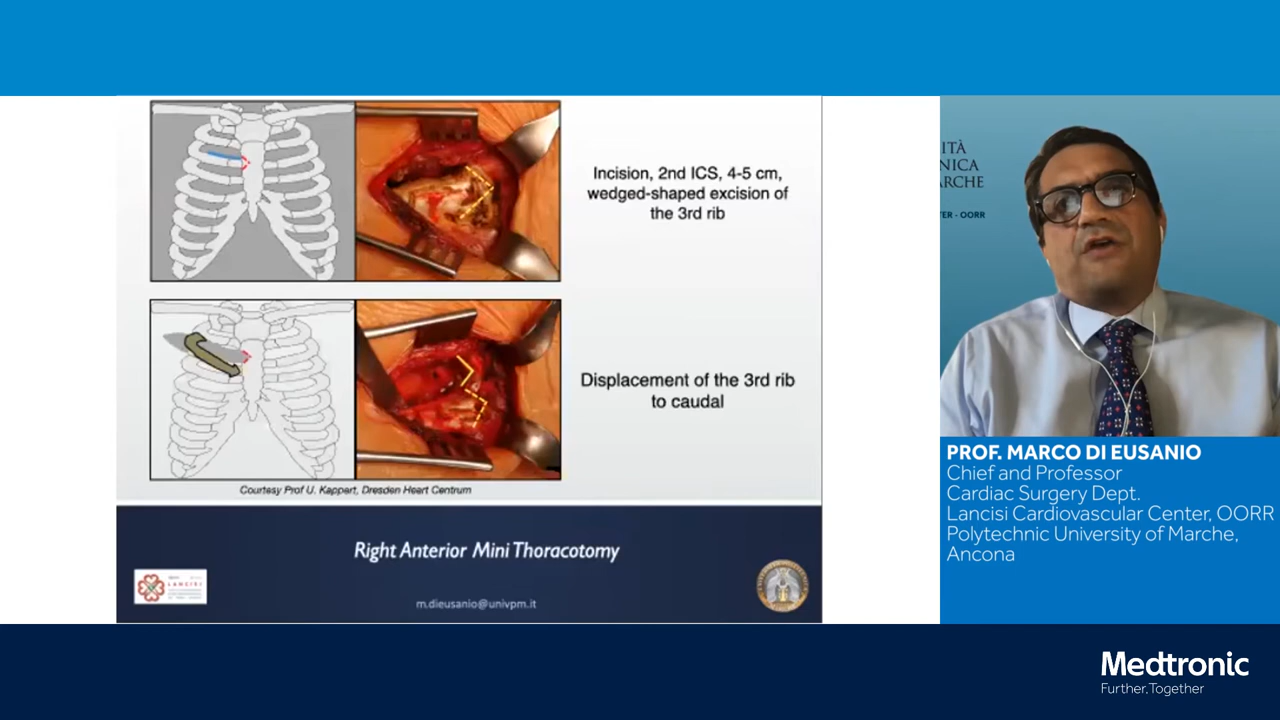 Incision, 2nd ICS, 4-5 cm,
wedged-shaped excision of
the 3rd rib
Displacement of the 3rd rib
to caudal
Courtesy Prof U. Kappert, Dresden Heart Centrum
Right Anterior Mini Thoracotomy
LANCISI
m.dieusanio@univpm.it
ITÀ
NICA
ARCHE
ER - OORR
PROF. MARCO DI EUSANIO
Chief and Professor
Cardiac Surgery Dept.
Lancisi Cardiovascular Center, OORR
Polytechnic University of Marche,
Ancona
Medtronic
Further, Together